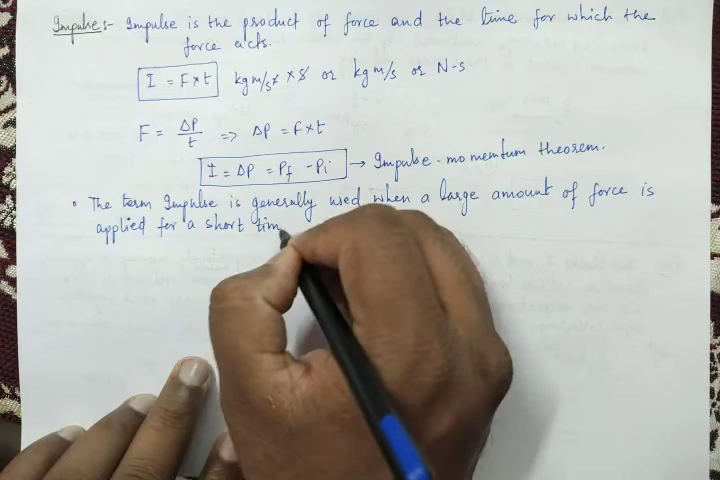 Impulse :- Impulse is the product of force and the time for which the
force acts.
I = F×t kg m/s² × s or kg m/s or N-s
F = ΔP/t => ΔP = F×t
I = ΔP = Pf - Pi → Impulse - momentum theorem.
• The term Impulse is generally used when a large amount of force is
applied for a short tim